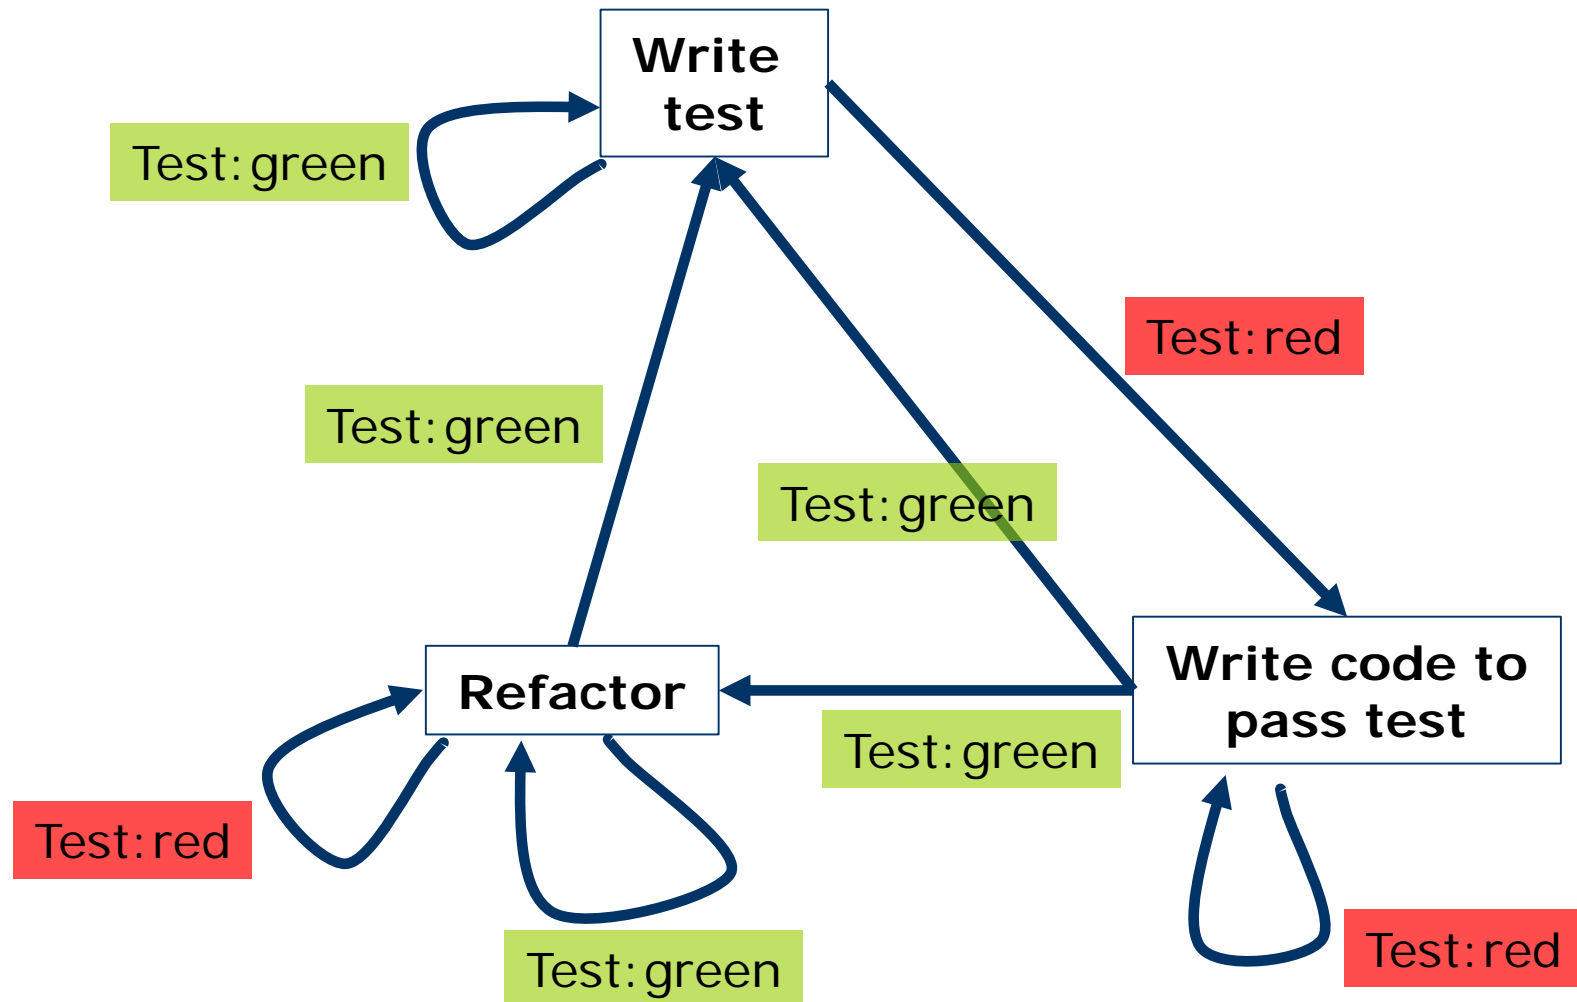 Write
test
Test:green
Test:red
Test:green
Test:green
Write code to
pass test
Refactor
Test:green
Test:red
Test:green
Test:red